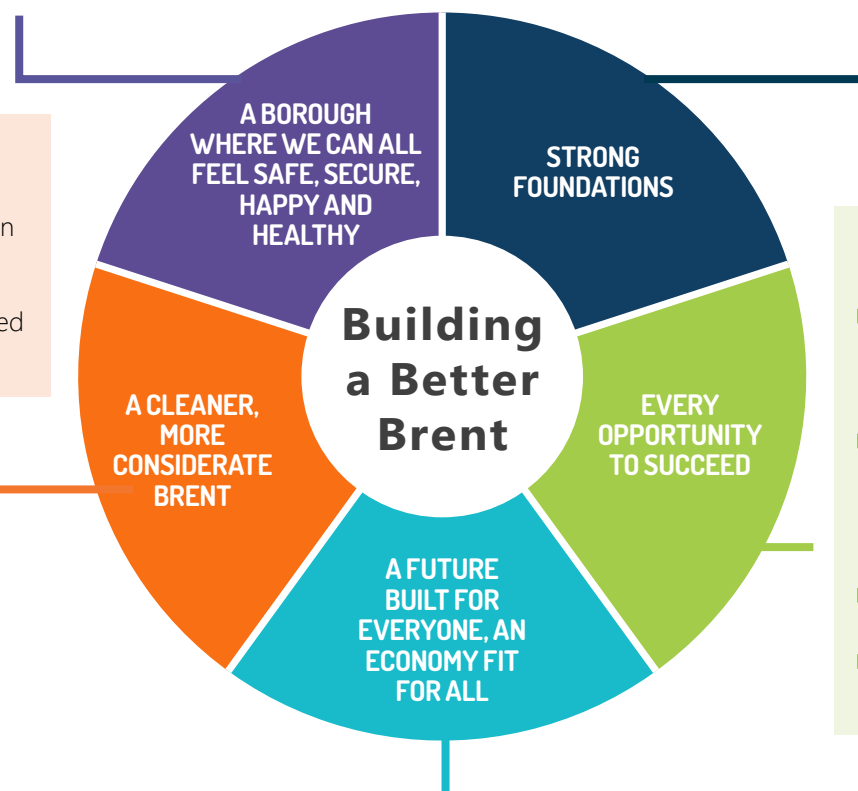 A BOROUGH
WHERE WE CAN ALL
FEEL SAFE, SECURE,
HAPPY AND
HEALTHY
STRONG
FOUNDATIONS
n
ed
Building
a Better
Brent
A CLEANER,
MORE
CONSIDERATE
BRENT
EVERY
OPPORTUNITY
TO SUCCEED
A FUTURE
BUILT FOR
EVERYONE, AN
ECONOMY FIT
FOR ALL